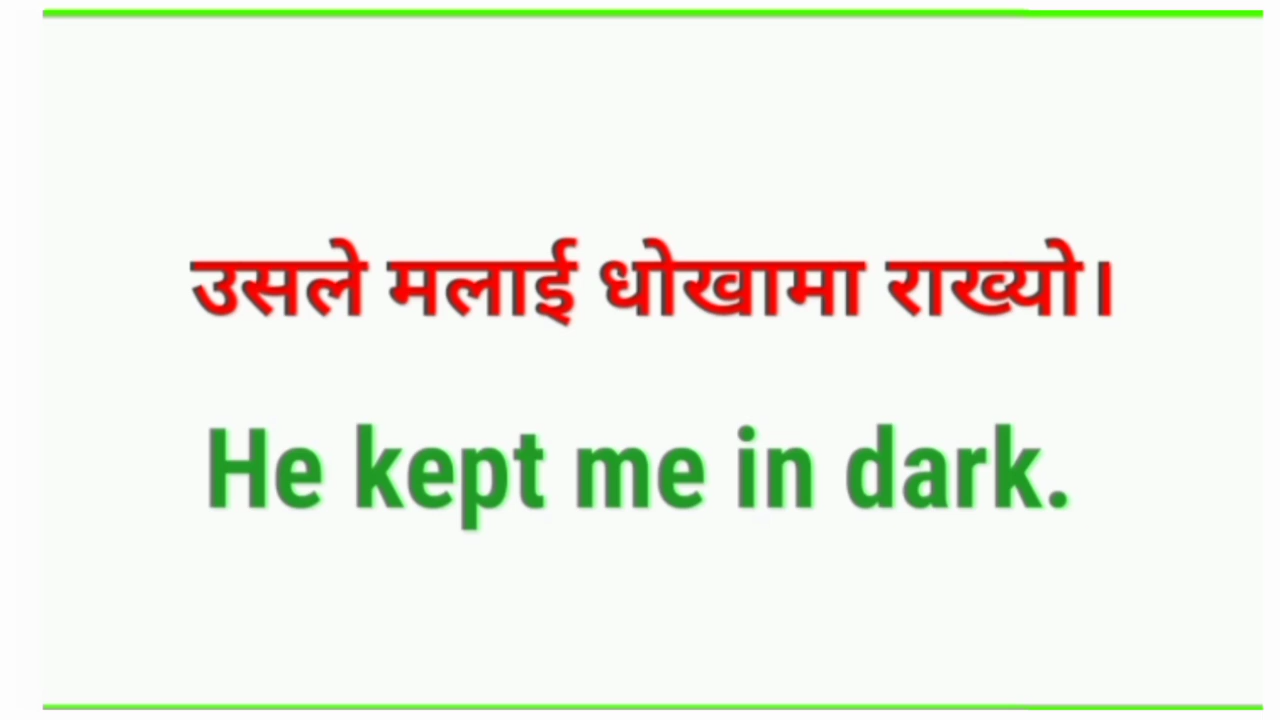 उसले मलाई धोखामा राख्यो।
He kept me in dark.